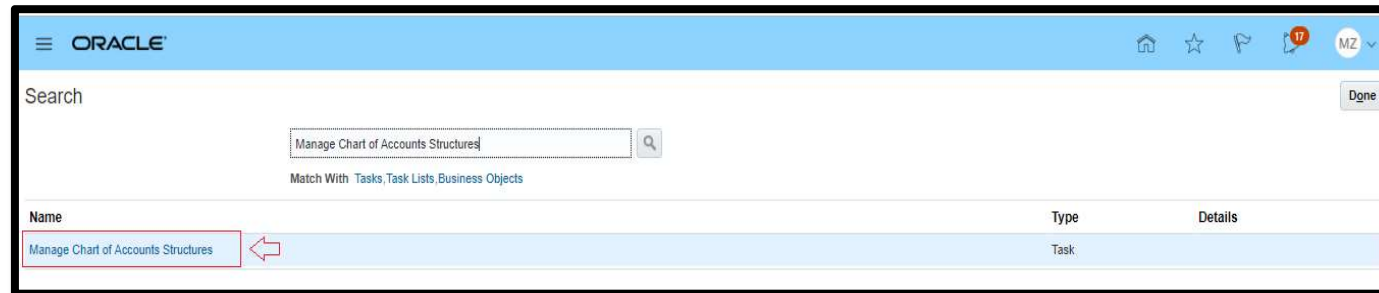 ORACLE
17
MZ
Search
Done
Manage Chart of Accounts Structures
Match With Tasks,Task Lists,Business Objects
Name Type Details
Manage Chart of Accounts Structures Task